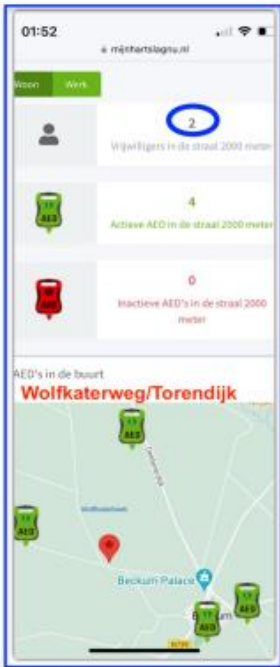 01:52
mijnhartslagnu.nl
Woon Werk
2
Vrijwilligers in de straal 2000 meter
AED
4
Actieve AED in de straal 2000 meter
0
Inactieve AED's in de straal 2000
meter
AED's in de buurt
Wolfkaterweg/Torendijk
AED
AED
Beckum Palace
AED
AED